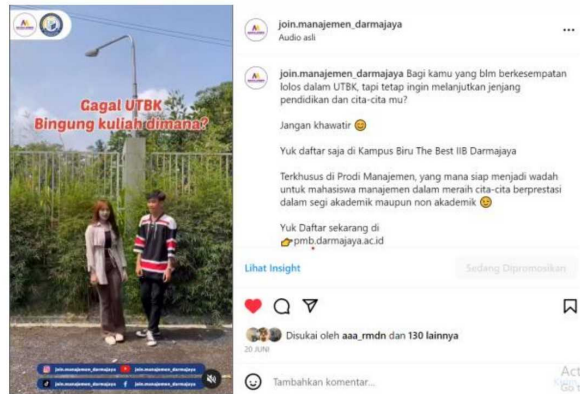 Gagal UTBK
Bingung kuliah dimana?
join.manajemen_darmajaya
join.manajemen_darmajaya
join.manajemen_darmajaya
join.manajemen_darmajaya
join.manajemen_darmajaya
Audio asli
join.manajemen_darmajaya Bagi kamu yang blm berkesempatan
lolos dalam UTBK, tapi tetap ingin melanjutkan jenjang
pendidikan dan cita-cita mu?
Jangan khawatir 😊
Yuk daftar saja di Kampus Biru The Best IIB Darmajaya
Terkhusus di Prodi Manajemen, yang mana siap menjadi wadah
untuk mahasiswa manajemen dalam meraih cita-cita berprestasi
dalam segi akademik maupun non akademik 😉
Yuk Daftar sekarang di
👉pmb.darmajaya.ac.id
Lihat Insight
Sedang Dipromosikan
Disukai oleh aaa_rmdn dan 130 lainnya
20 JUNI
Tambahkan komentar...